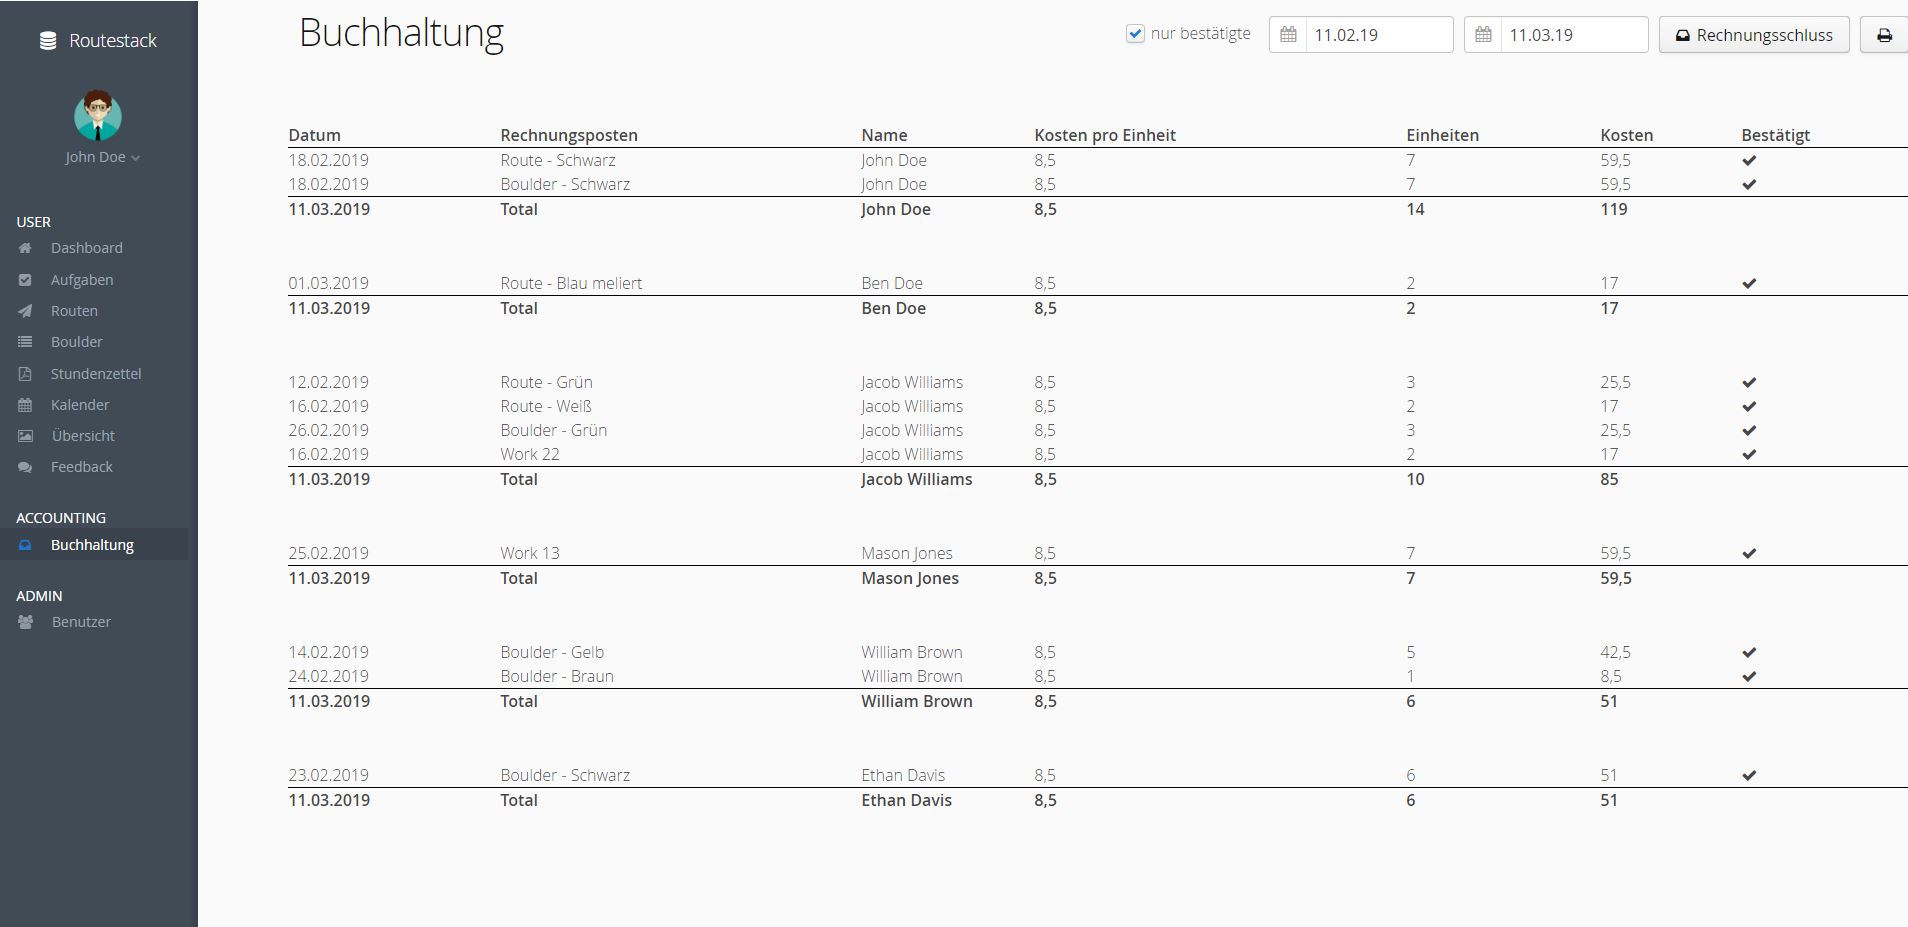 Routestack
John Doe
USER
Dashboard
Aufgaben
Routen
Boulder
Stundenzettel
Kalender
Übersicht
Feedback
ACCOUNTING
Buchhaltung
ADMIN
Benutzer
Buchhaltung
nur bestätigte 11.02.19 11.03.19 Rechnungsschluss
Datum Rechnungsposten Name Kosten pro Einheit Einheiten Kosten Bestätigt
18.02.2019 Route - Schwarz John Doe 8,5 7 59,5
18.02.2019 Boulder - Schwarz John Doe 8,5 7 59,5
11.03.2019 Total John Doe 8,5 14 119
01.03.2019 Route - Blau meliert Ben Doe 8,5 2 17
11.03.2019 Total Ben Doe 8,5 2 17
12.02.2019 Route - Grün Jacob Williams 8,5 3 25,5
16.02.2019 Route - Weiß Jacob Williams 8,5 2 17
26.02.2019 Boulder - Grün Jacob Williams 8,5 3 25,5
16.02.2019 Work 22 Jacob Williams 8,5 2 17
11.03.2019 Total Jacob Williams 8,5 10 85
25.02.2019 Work 13 Mason Jones 8,5 7 59,5
11.03.2019 Total Mason Jones 8,5 7 59,5
14.02.2019 Boulder - Gelb William Brown 8,5 5 42,5
24.02.2019 Boulder - Braun William Brown 8,5 1 8,5
11.03.2019 Total William Brown 8,5 6 51
23.02.2019 Boulder - Schwarz Ethan Davis 8,5 6 51
11.03.2019 Total Ethan Davis 8,5 6 51